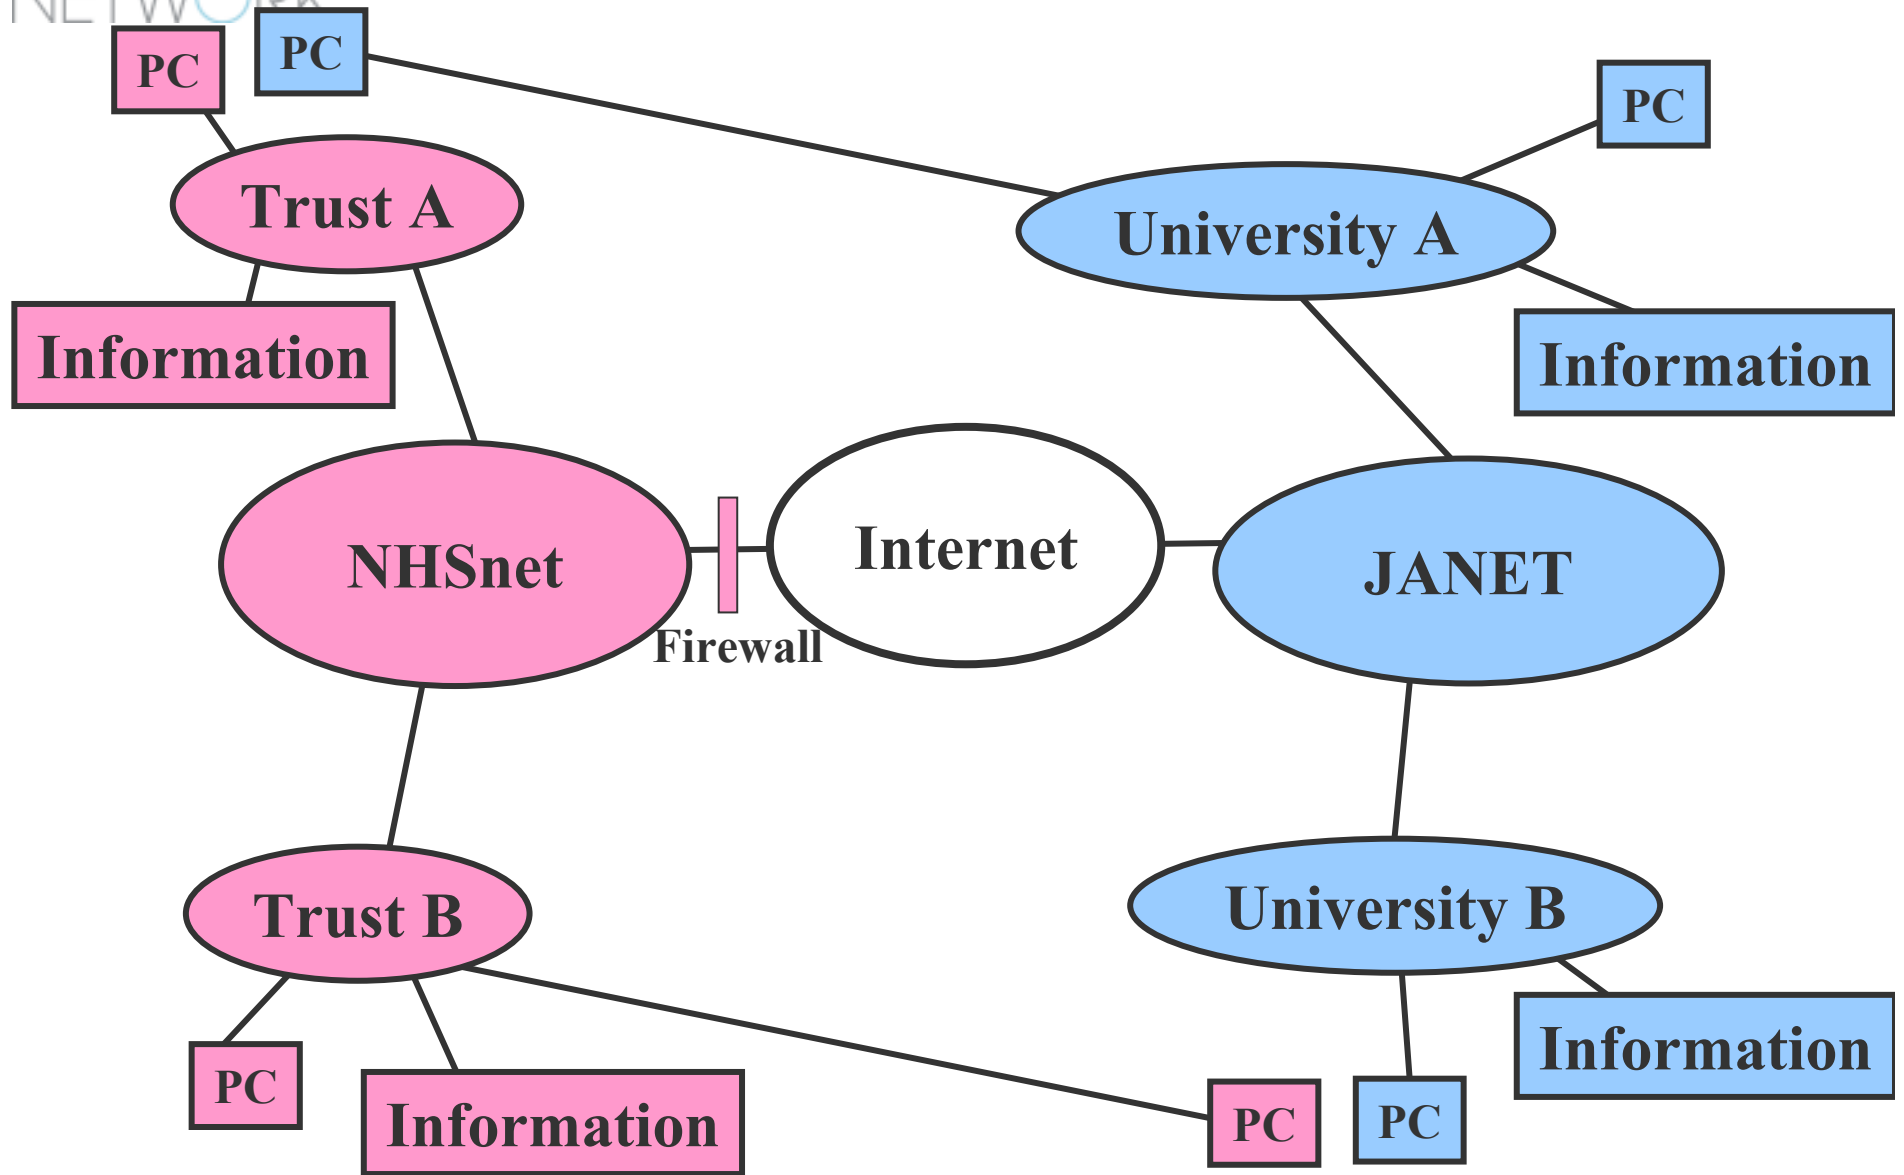 PC
PC
PC
Trust A
University A
Information
Information
Internet
NHSnet
JANET
Firewall
Trust B
University B
Information
PC
Information
PC
PC